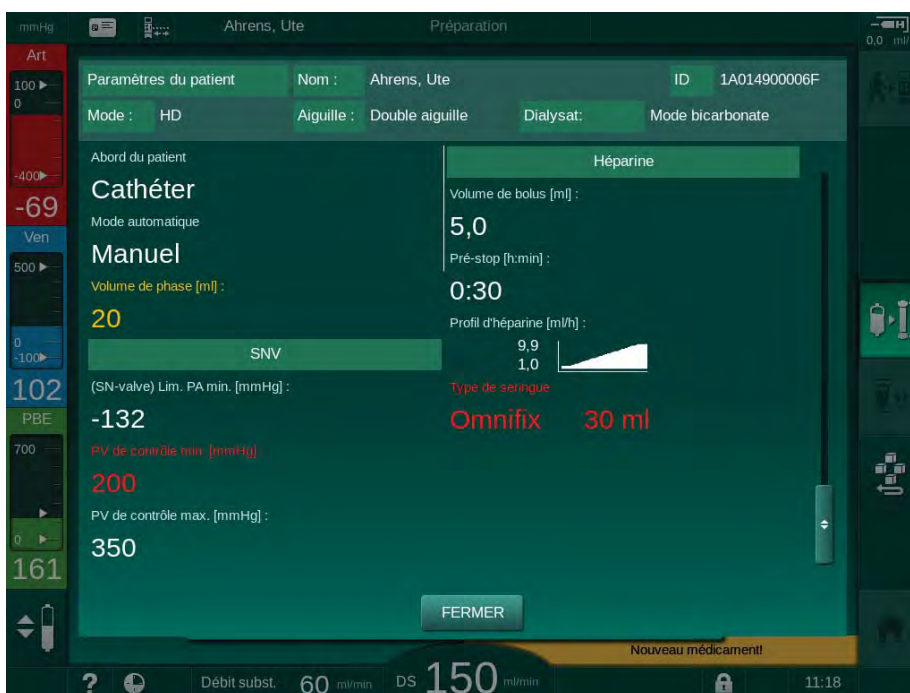 mmHg
Ahrens, Ute
Préparation
0,0 ml/
Art
100
0
-400
-69
Ven
500
0
-100
102
PBE
700
0
161
Paramètres du patient Nom : Ahrens, Ute ID 1A014900006F
Mode : HD Aiguille : Double aiguille Dialysat: Mode bicarbonate
Abord du patient
Cathéter
Mode automatique
Manuel
Volume de phase [ml] :
20
SNV
(SN-valve) Lim. PA min. [mmHg] :
-132
PV de contrôle min. [mmHg]
200
PV de contrôle max. [mmHg] :
350
Héparine
Volume de bolus [ml] :
5,0
Pré-stop [h:min] :
0:30
Profil d'héparine [ml/h] :
9,9
1,0
Type de seringue
Omnifix 30 ml
FERMER
Nouveau médicament!
? Débit subst. 60 ml/min DS 150 ml/min 11:18